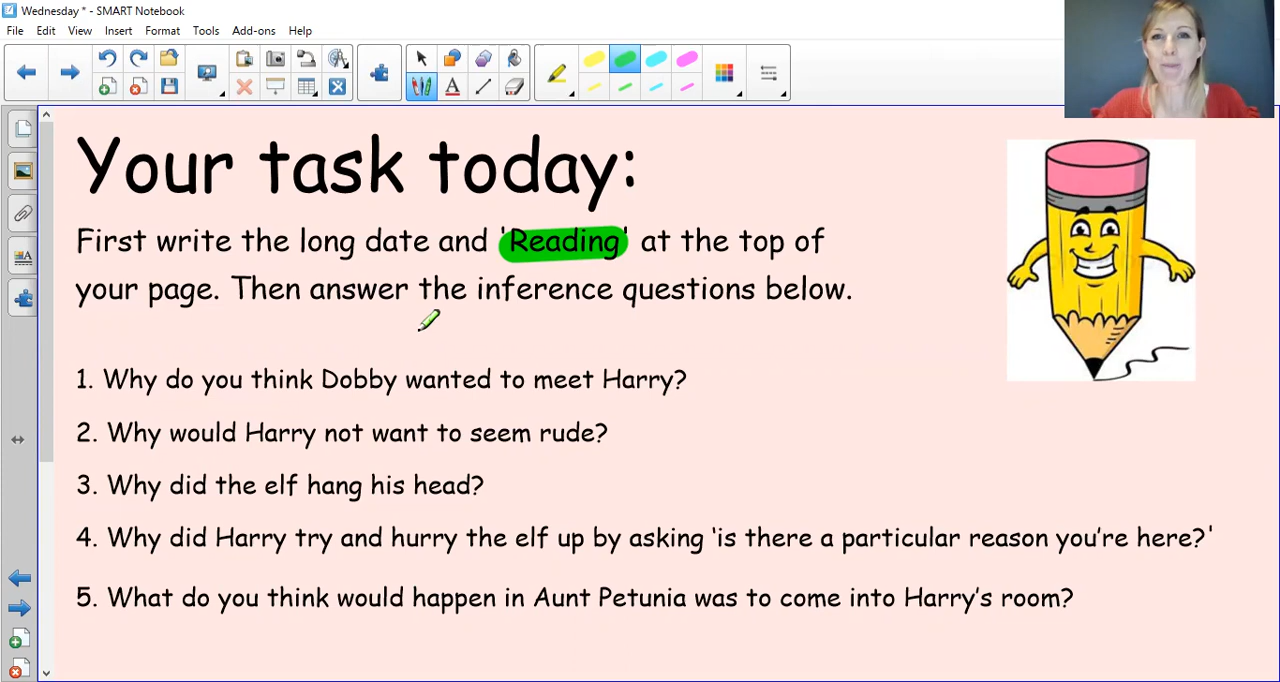 Wednesday * - SMART Notebook
File Edit View Insert Format Tools Add-ons Help
Your task today:
First write the long date and 'Reading' at the top of
your page. Then answer the inference questions below.
1. Why do you think Dobby wanted to meet Harry?
2. Why would Harry not want to seem rude?
3. Why did the elf hang his head?
4. Why did Harry try and hurry the elf up by asking ‘is there a particular reason you’re here?'
5. What do you think would happen in Aunt Petunia was to come into Harry’s room?